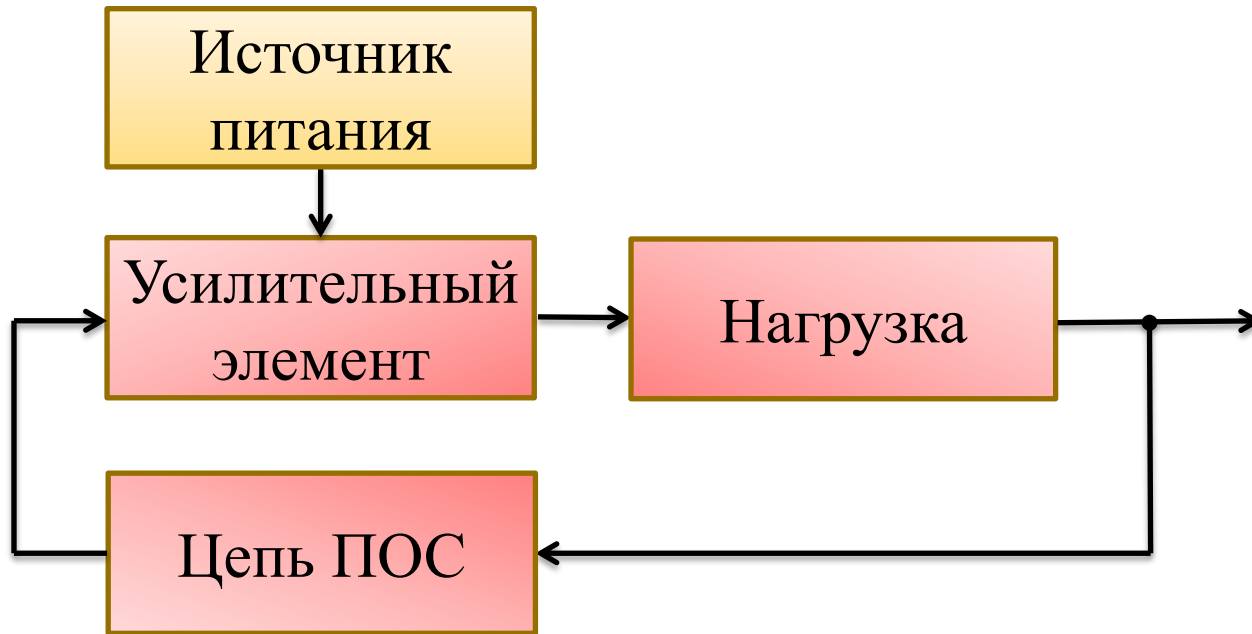 Источник
питания
Усилительный
элемент
Нагрузка
Цепь ПОС